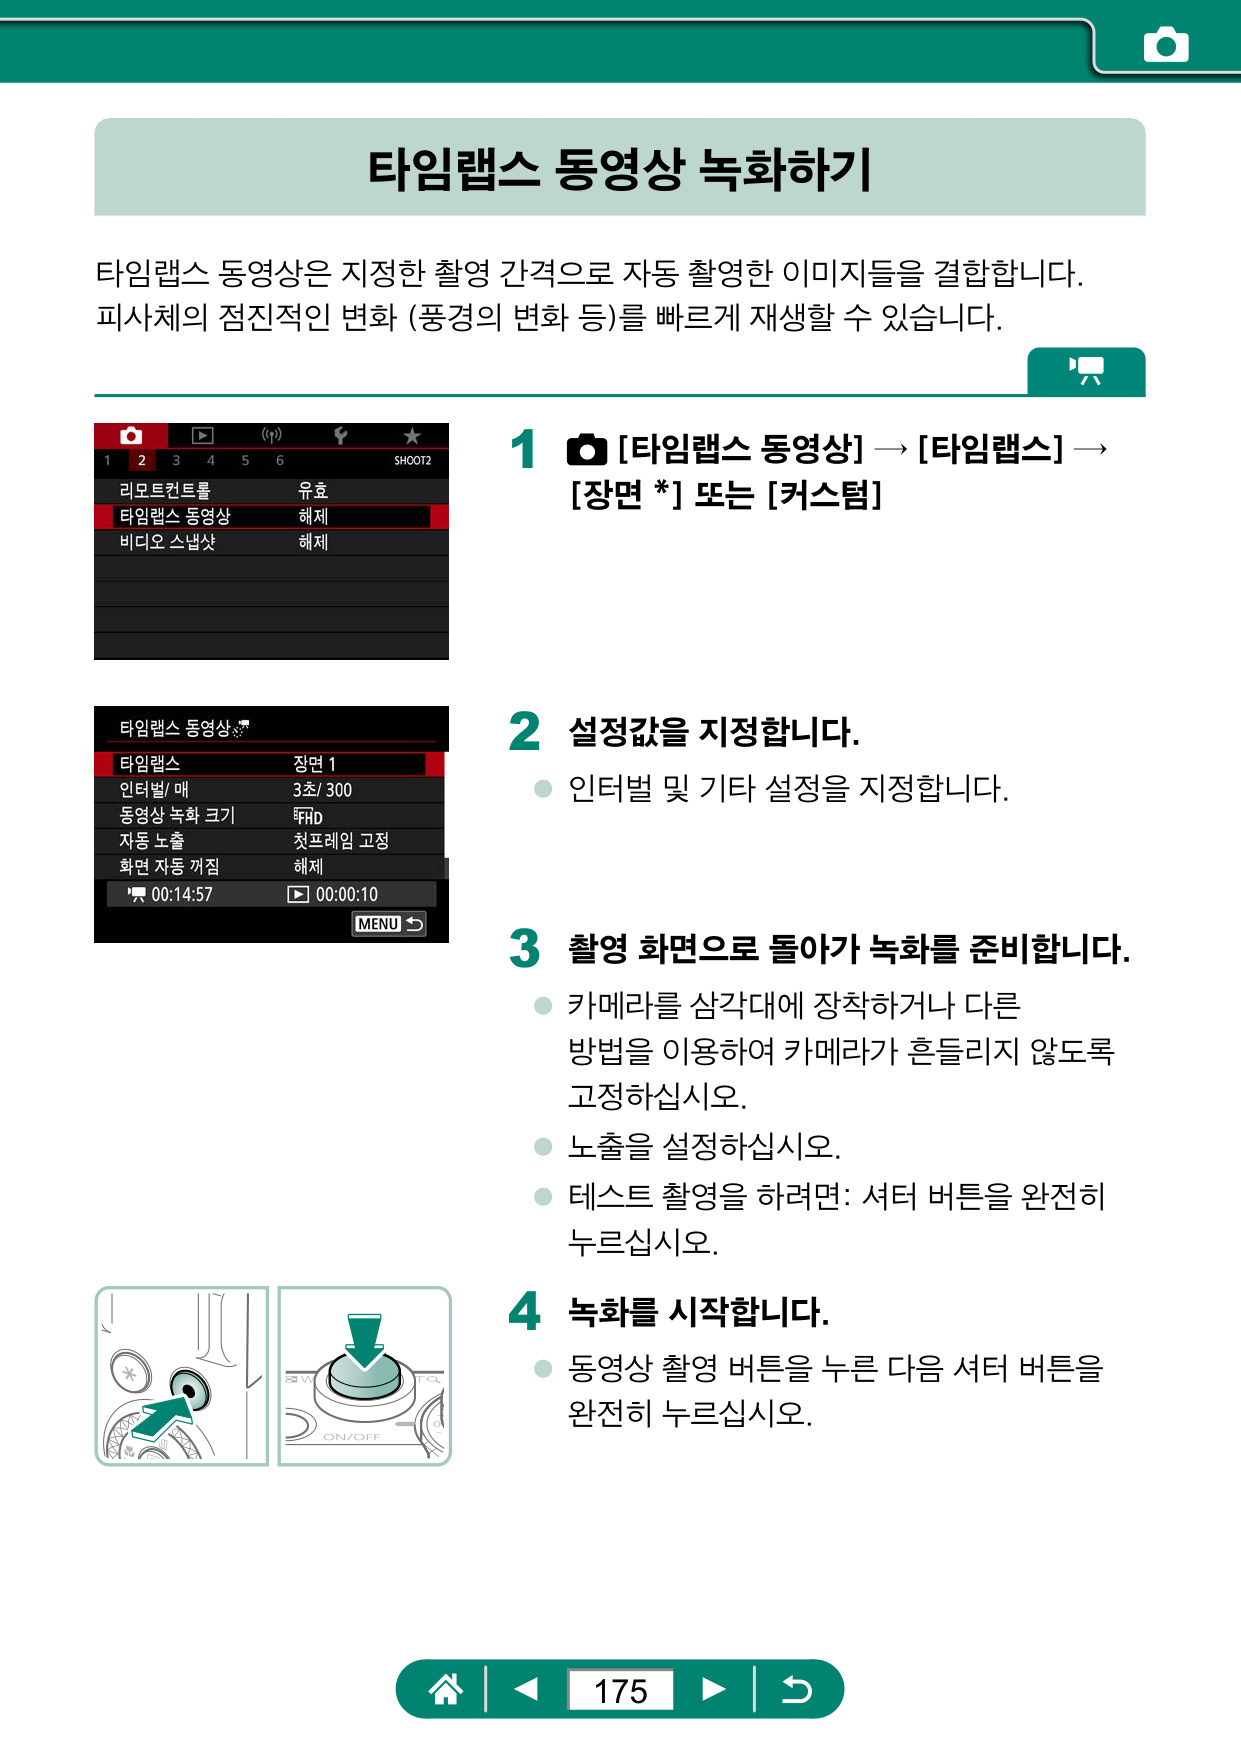 타임랩스 동영상 녹화하기
타임랩스 동영상은 지정한 촬영 간격으로 자동 촬영한 이미지들을 결합합니다.
피사체의 점진적인 변화 (풍경의 변화 등)를 빠르게 재생할 수 있습니다.
1 2 3 4 5 6 SHOOT2
리모트컨트롤 유효
타임랩스 동영상 해제
비디오 스냅샷 해제
1 [타임랩스 동영상] → [타임랩스] →
[장면 *] 또는 [커스텀]
타임랩스 동영상
타임랩스 장면 1
인터벌/ 매 3초/ 300
동영상 녹화 크기 FHD
자동 노출 첫프레임 고정
화면 자동 꺼짐 해제
00:14:57 00:00:10
MENU
2 설정값을 지정합니다.
● 인터벌 및 기타 설정을 지정합니다.
3 촬영 화면으로 돌아가 녹화를 준비합니다.
● 카메라를 삼각대에 장착하거나 다른
방법을 이용하여 카메라가 흔들리지 않도록
고정하십시오.
● 노출을 설정하십시오.
● 테스트 촬영을 하려면: 셔터 버튼을 완전히
누르십시오.
ON/OFF
4 녹화를 시작합니다.
● 동영상 촬영 버튼을 누른 다음 셔터 버튼을
완전히 누르십시오.
175